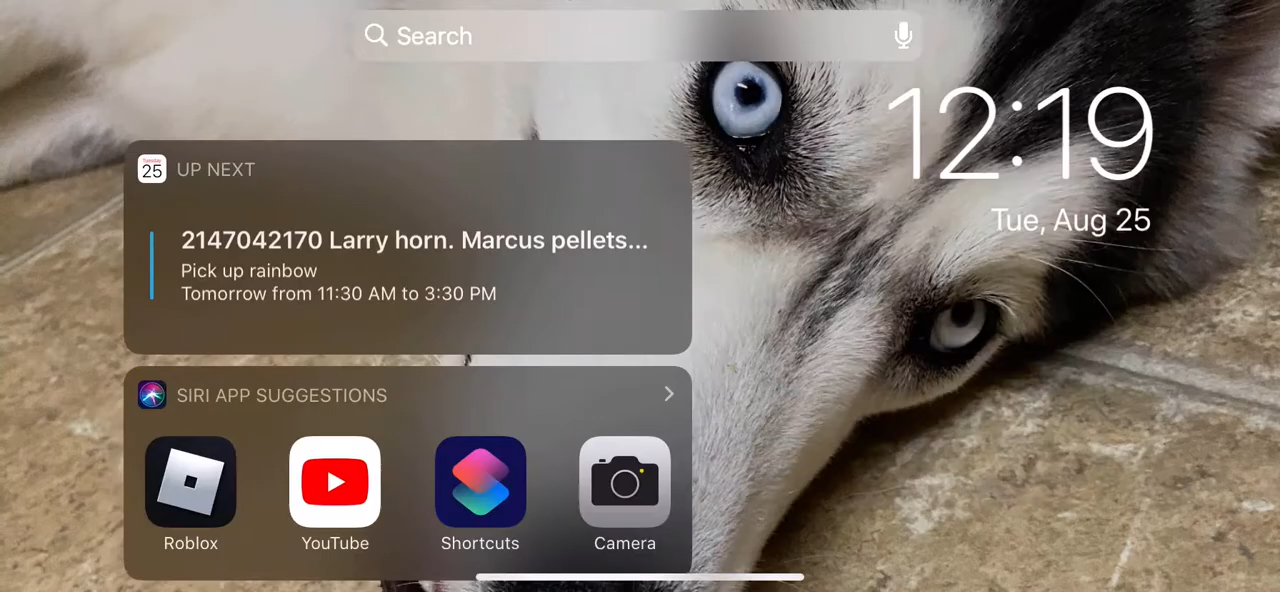 Search
12:19
Tue, Aug 25
Tuesday
25
UP NEXT
2147042170 Larry horn. Marcus pellets...
Pick up rainbow
Tomorrow from 11:30 AM to 3:30 PM
SIRI APP SUGGESTIONS
Roblox
YouTube
Shortcuts
Camera